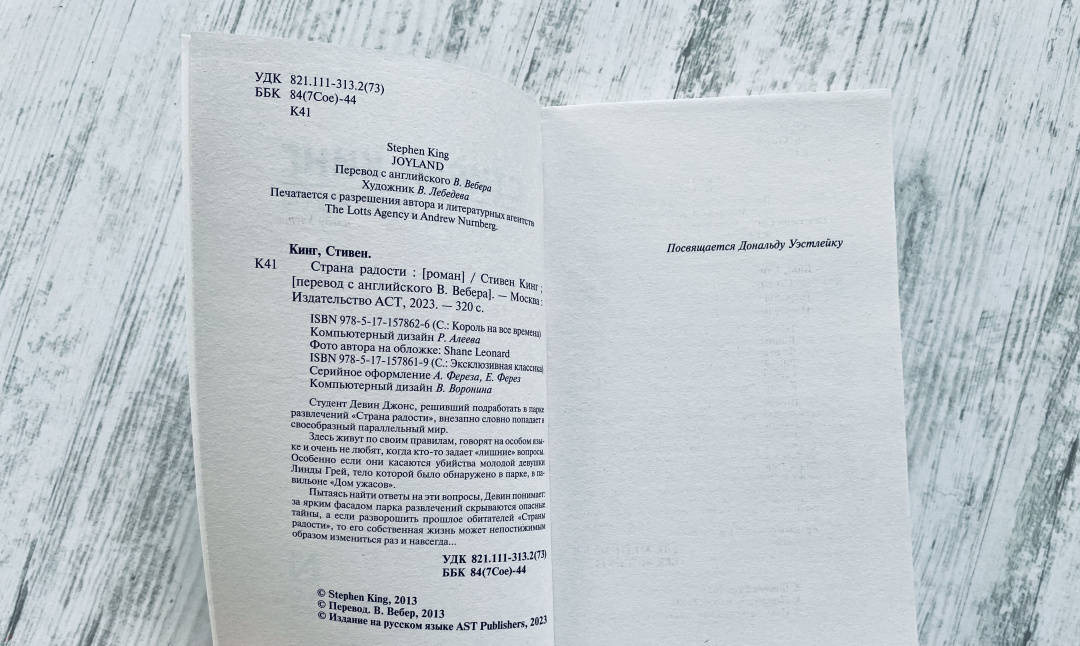 УДК 821.111-313.2(73)
ББК 84(7Сое)-44
К41
Stephen King
JOYLAND
Перевод с английского В. Вебера
Художник В. Лебедева
Печатается с разрешения автора и литературных агентств
The Lotts Agency и Andrew Nurnberg.
Кинг, Стивен.
К41 Страна радости : [роман] / Стивен Кинг ;
[перевод с английского В. Вебера]. — Москва :
Издательство АСТ, 2023. — 320 с.
ISBN 978-5-17-157862-6 (С.: Король на все времена)
Компьютерный дизайн Р. Алеева
Фото автора на обложке: Shane Leonard
ISBN 978-5-17-157861-9 (С.: Эксклюзивная классика)
Серийное оформление А. Фереза, Е. Ферез
Компьютерный дизайн В. Воронина
Студент Девин Джонс, решивший подработать в парке
развлечений «Страна радости», внезапно словно попадает в
своеобразный параллельный мир.
Здесь живут по своим правилам, говорят на особом язы-
ке и очень не любят, когда кто-то задает «лишние» вопросы.
Особенно если они касаются убийства молодой девушки
Линды Грей, тело которой было обнаружено в парке, в па-
вильоне «Дом ужасов».
Пытаясь найти ответы на эти вопросы, Девин понимает:
за ярким фасадом парка развлечений скрываются опасные
тайны, а если разворошить прошлое обитателей «Страны
радости», то его собственная жизнь может непостижимым
образом измениться раз и навсегда...
УДК 821.111-313.2(73)
ББК 84(7Сое)-44
© Stephen King, 2013
© Перевод. В. Вебер, 2013
© Издание на русском языке AST Publishers, 2023
Посвящается Дональду Уэстлейку